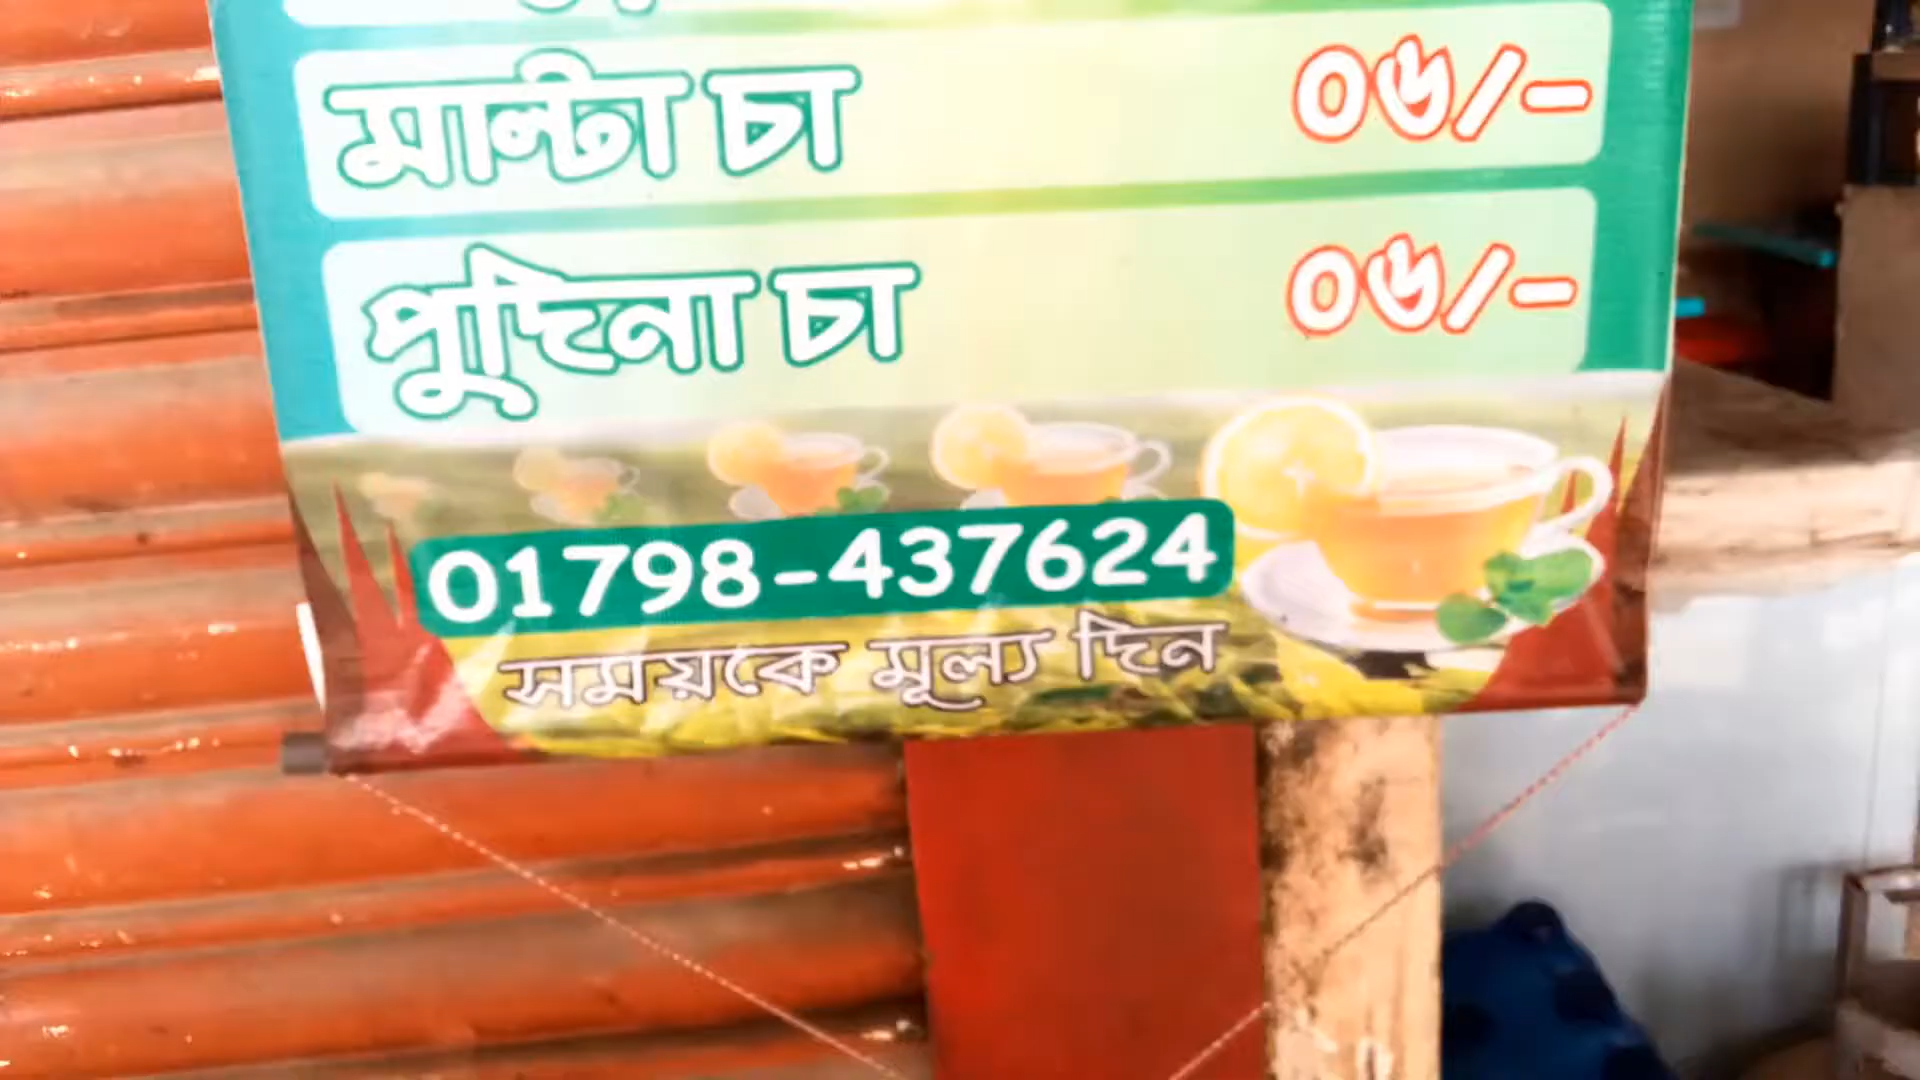 মাল্টা চা ০৬/-
পুদিনা চা ০৬/-
01798-437624
সময়কে মূল্য দিন